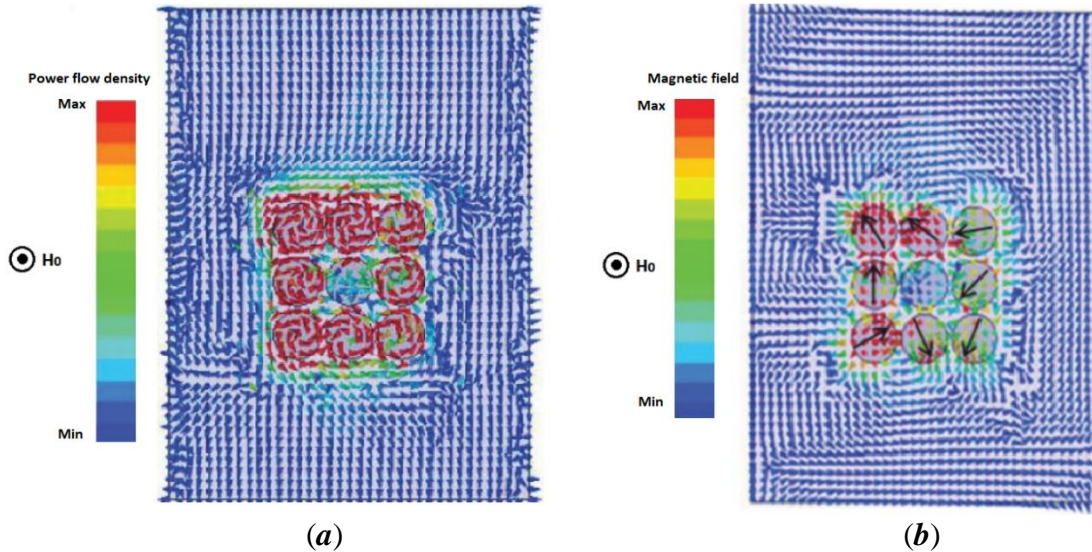 Power flow density
Max
H0
Min
(a)
Magnetic field
Max
H0
Min
(b)